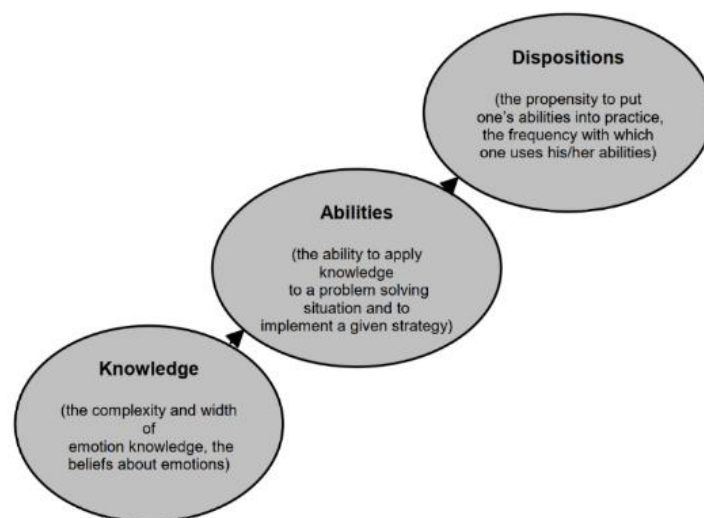 Dispositions
(the propensity to put
one's abilities into practice,
the frequency with which
one uses his/her abilities)
Abilities
(the ability to apply
knowledge
to a problem solving
situation and to
implement a given strategy)
Knowledge
(the complexity and width
of
emotion knowledge, the
beliefs about emotions)